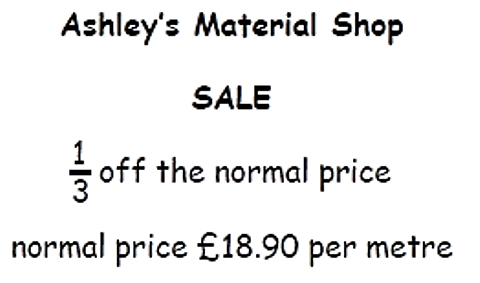 Ashley's Material Shop
SALE
1/3 off the normal price
normal price £18.90 per metre